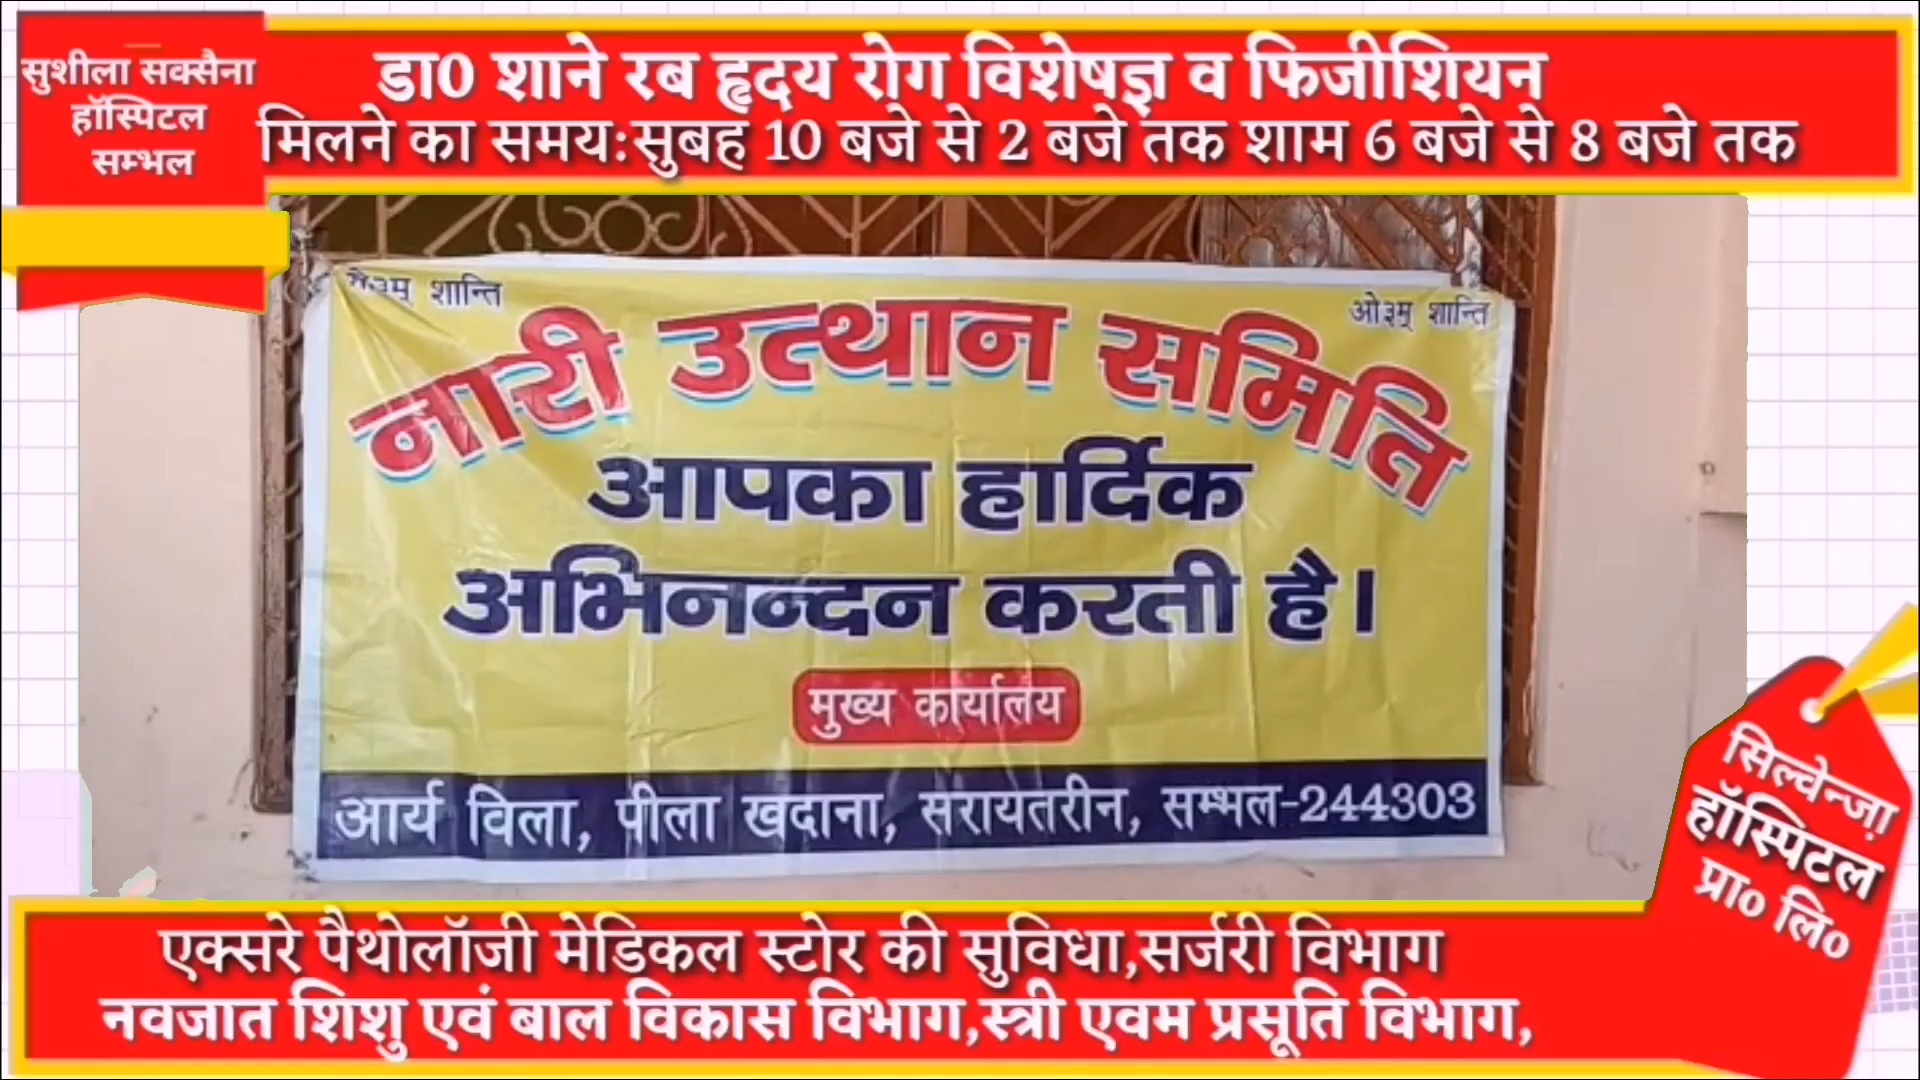 सुशीला सक्सैना
हॉस्पिटल
सम्भल
डा0 शाने रब हृदय रोग विशेषज्ञ व फिजीशियन
मिलने का समय:सुबह 10 बजे से 2 बजे तक शाम 6 बजे से 8 बजे तक
शान्ति
ओ३म् शान्ति
नारी उत्थान समिति
आपका हार्दिक
अभिनन्दन करती है।
मुख्य कार्यालय
आर्य विला, पीला खदाना, सरायतरीन, सम्भल-244303
सिल्वेन्ज़ा
हॉस्पिटल
प्रा० लि०
एक्सरे पैथोलॉजी मेडिकल स्टोर की सुविधा,सर्जरी विभाग
नवजात शिशु एवं बाल विकास विभाग,स्त्री एवम प्रसूति विभाग,